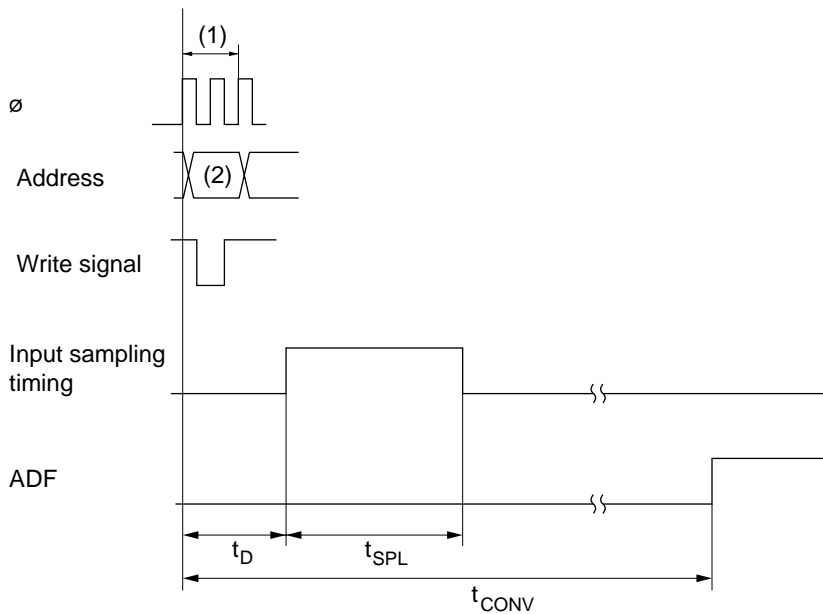 (1)
ø
Address
(2)
Write signal
Input sampling
timing
ADF
tD
tSPL
tCONV